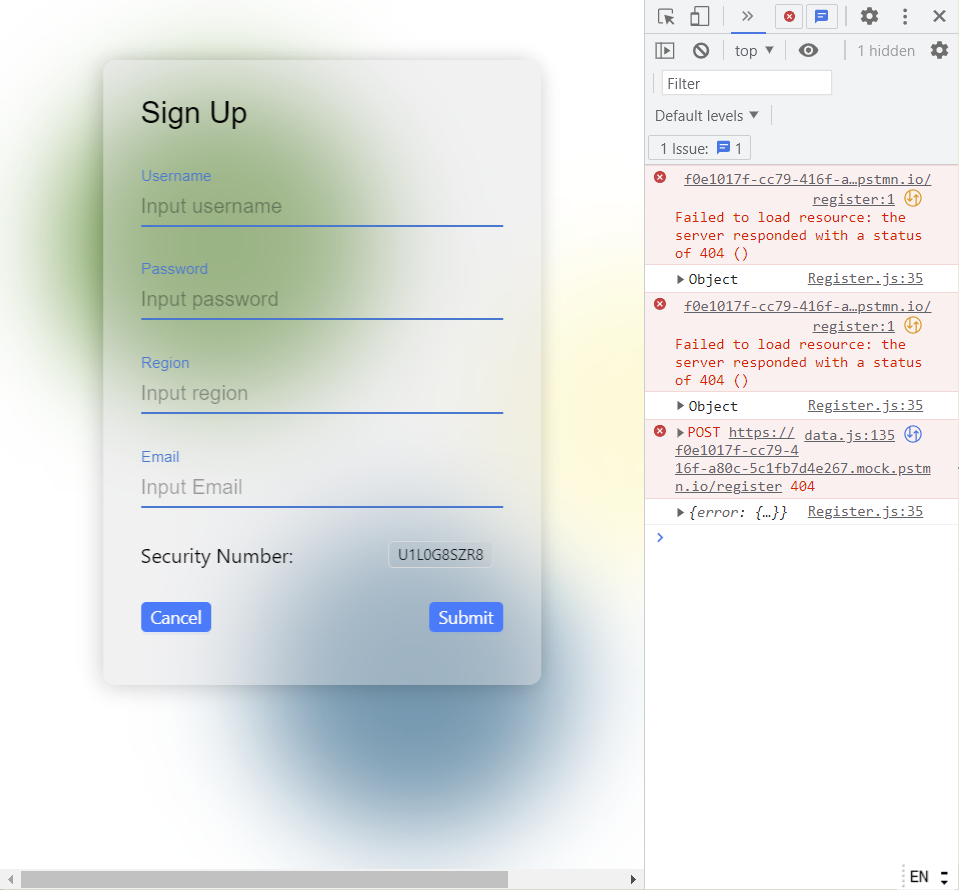 Sign Up
Username
Input username
Password
Input password
Region
Input region
Email
Input Email
Security Number:
U1L0G8SZR8
Cancel
Submit
top
1 hidden
Filter
Default levels
1 Issue: 1
f0e1017f-cc79-416f-a…pstmn.io/
register:1
Failed to load resource: the
server responded with a status
of 404 ()
Object Register.js:35
f0e1017f-cc79-416f-a…pstmn.io/
register:1
Failed to load resource: the
server responded with a status
of 404 ()
Object Register.js:35
POST https:// data.js:135
f0e1017f-cc79-4
16f-a80c-5c1fb7d4e267.mock.pstm
n.io/register 404
{error: {…}} Register.js:35
EN